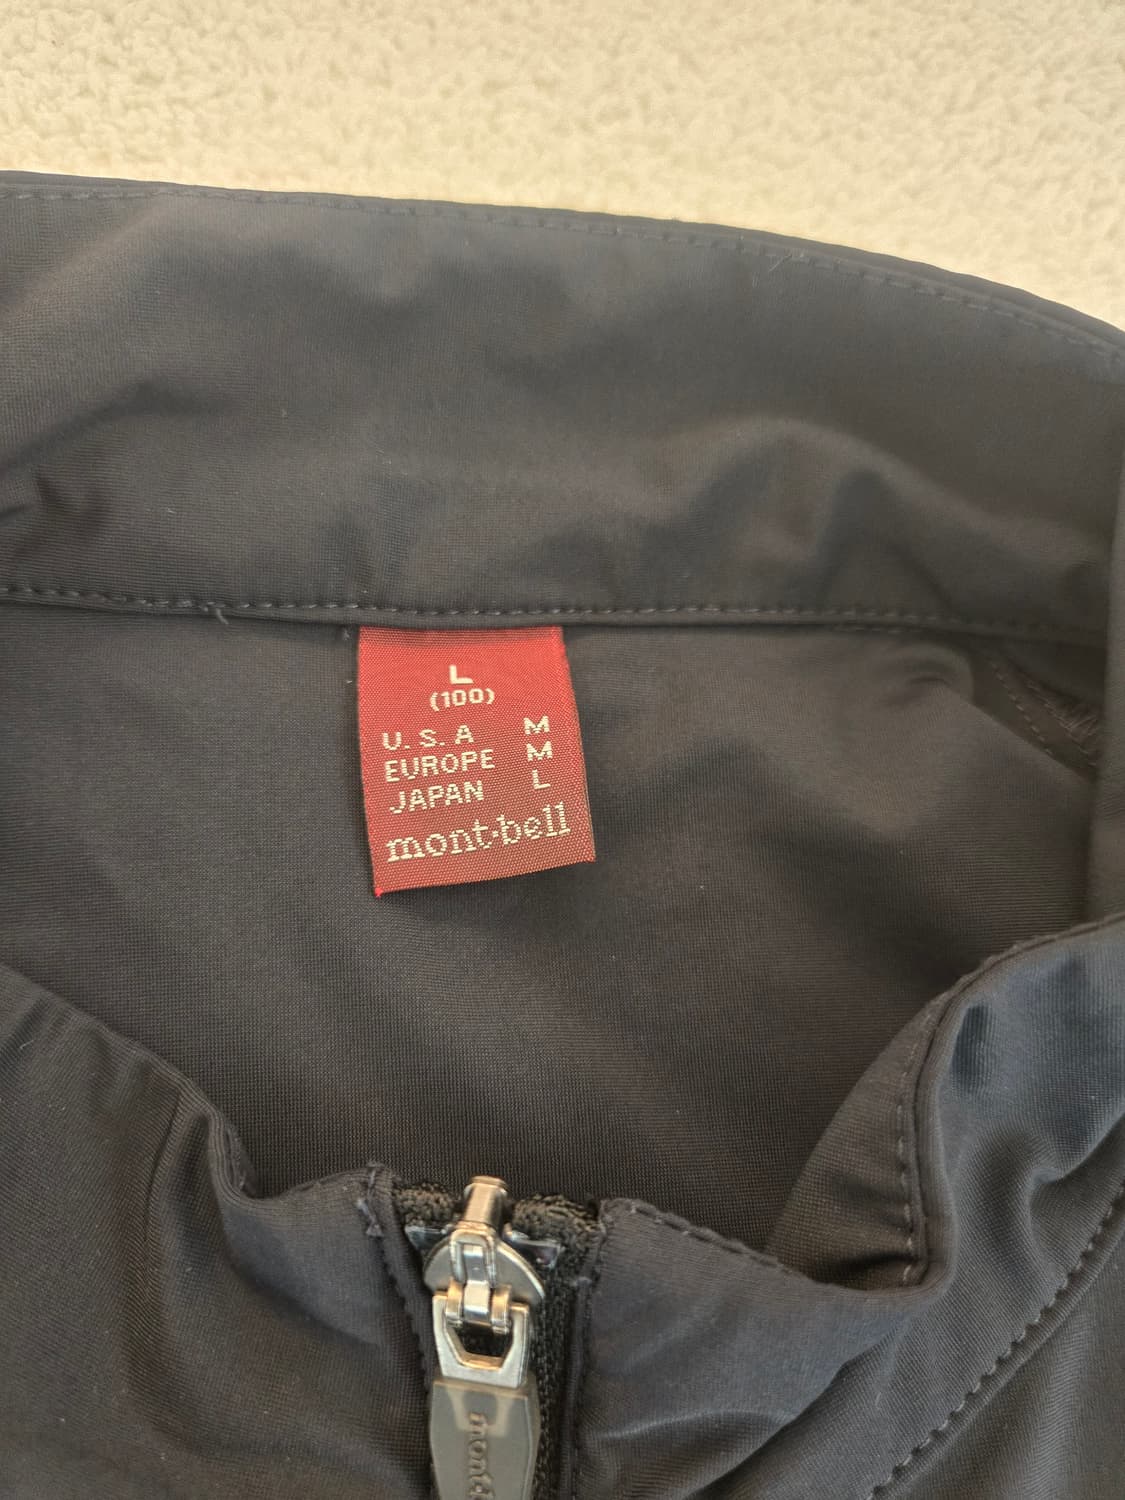 L
(100)
U. S. A M
EUROPE M
JAPAN L
mont·bell